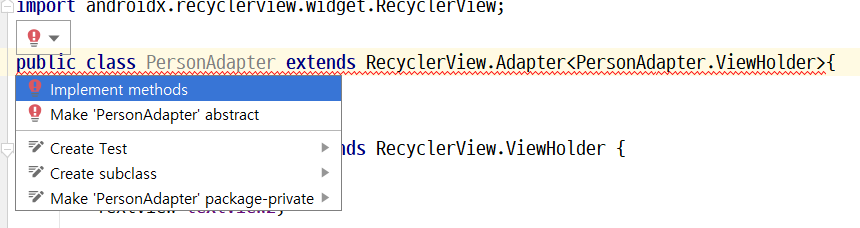 import androidx.recyclerview.widget.RecyclerView;
public class PersonAdapter extends RecyclerView.Adapter<PersonAdapter.ViewHolder>{
Implement methods
Make 'PersonAdapter' abstract
Create Test
nds RecyclerView.ViewHolder {
Create subclass
Make 'PersonAdapter' package-private